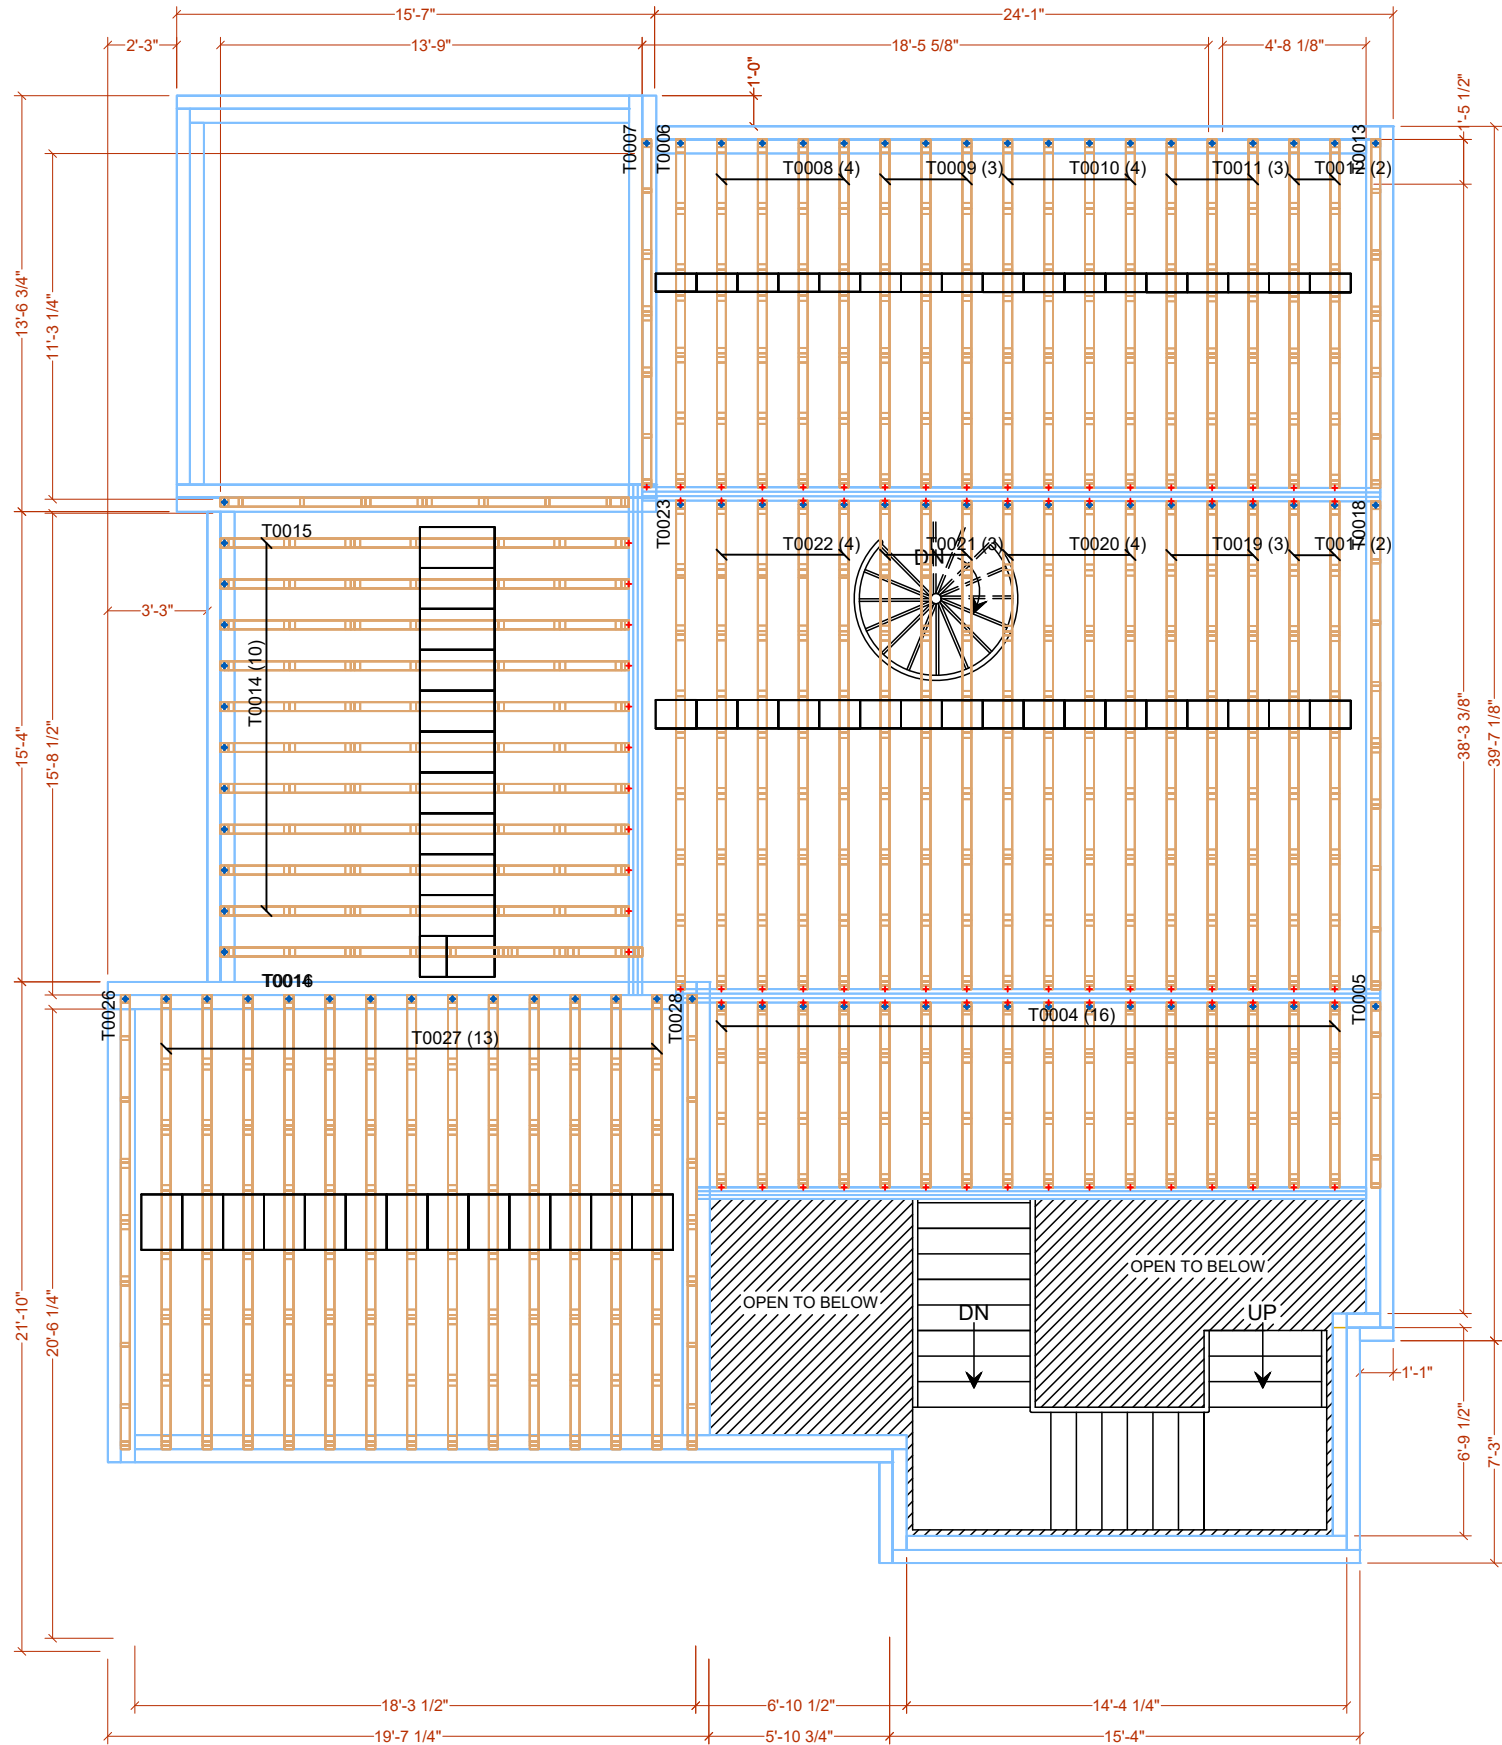 15'-7"
24'-1"
2'-3"
13'-9"
18'-5 5/8"
4'-8 1/8"
1'-0"
1'-5 1/2"
T0007
T0006
T0013
T0008 (4)
T0009 (3)
T0010 (4)
T0011 (3)
T0012 (2)
13'-6 3/4"
11'-3 1/4"
T0023
T0018
T0015
T0022 (4)
T0021 (3)
T0020 (4)
T0019 (3)
T0017 (2)
DN
3'-3"
T0014 (10)
15'-4"
15'-8 1/2"
38'-3 3/8"
39'-7 1/8"
T0016
T0026
T0028
T0005
T0004 (16)
T0027 (13)
OPEN TO BELOW
OPEN TO BELOW
DN
UP
21'-10"
20'-6 1/4"
1'-1"
6'-9 1/2"
7'-3"
18'-3 1/2"
6'-10 1/2"
14'-4 1/4"
19'-7 1/4"
5'-10 3/4"
15'-4"